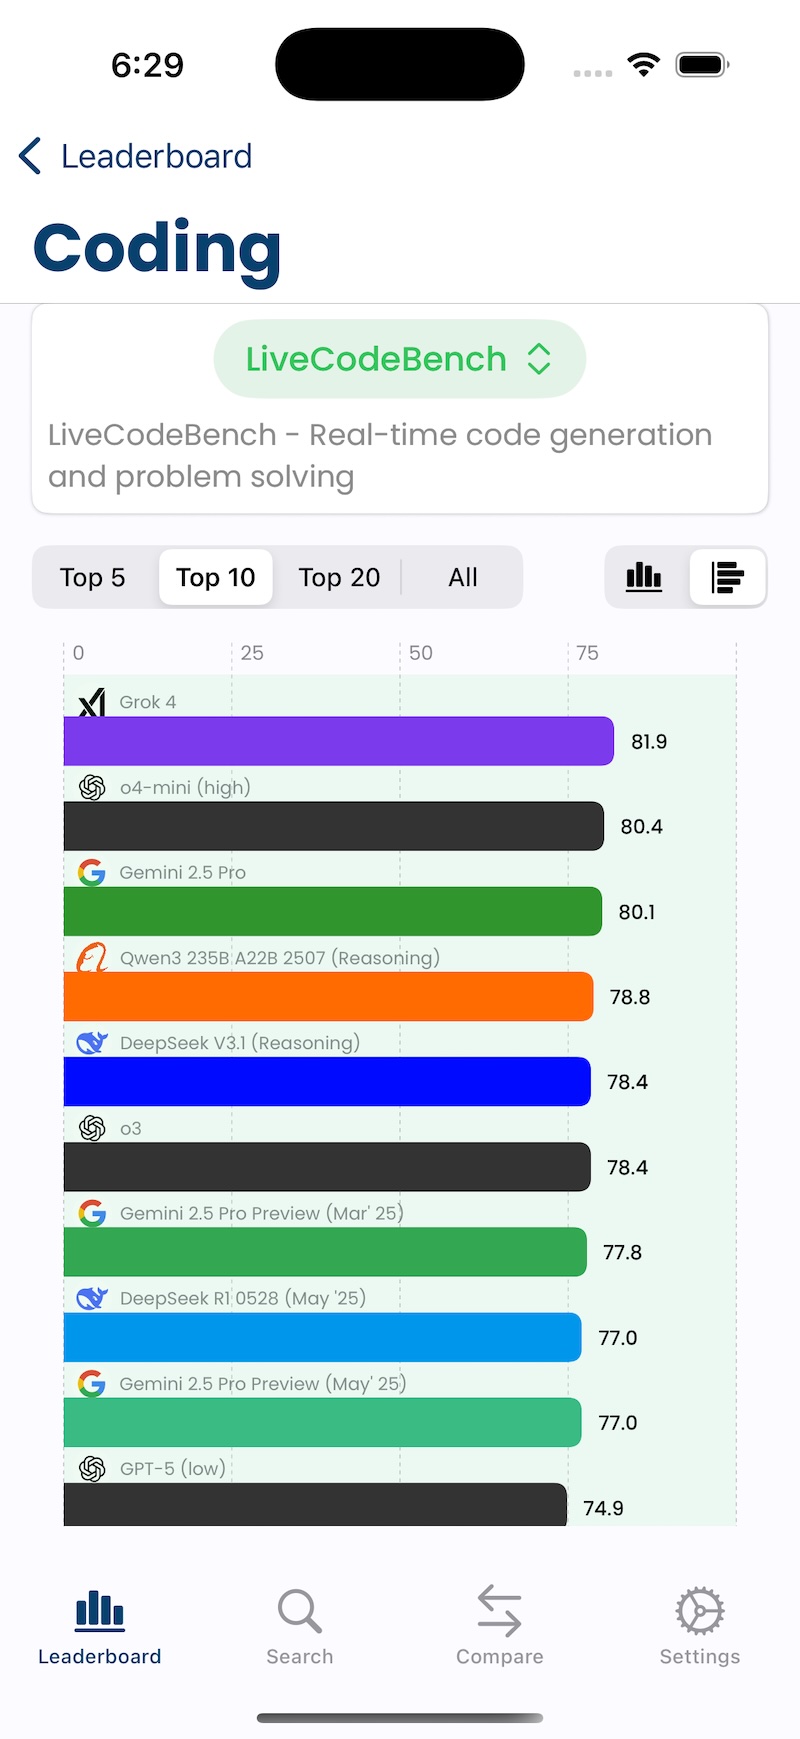 6:29
Leaderboard
Coding
LiveCodeBench
LiveCodeBench - Real-time code generation
and problem solving
Top 5 Top 10 Top 20 All
0 25 50 75
Grok 4
81.9
o4-mini (high)
80.4
Gemini 2.5 Pro
80.1
Qwen3 235B A22B 2507 (Reasoning)
78.8
DeepSeek V3.1 (Reasoning)
78.4
o3
78.4
Gemini 2.5 Pro Preview (Mar' 25)
77.8
DeepSeek R1 0528 (May '25)
77.0
Gemini 2.5 Pro Preview (May' 25)
77.0
GPT-5 (low)
74.9
Leaderboard Search Compare Settings